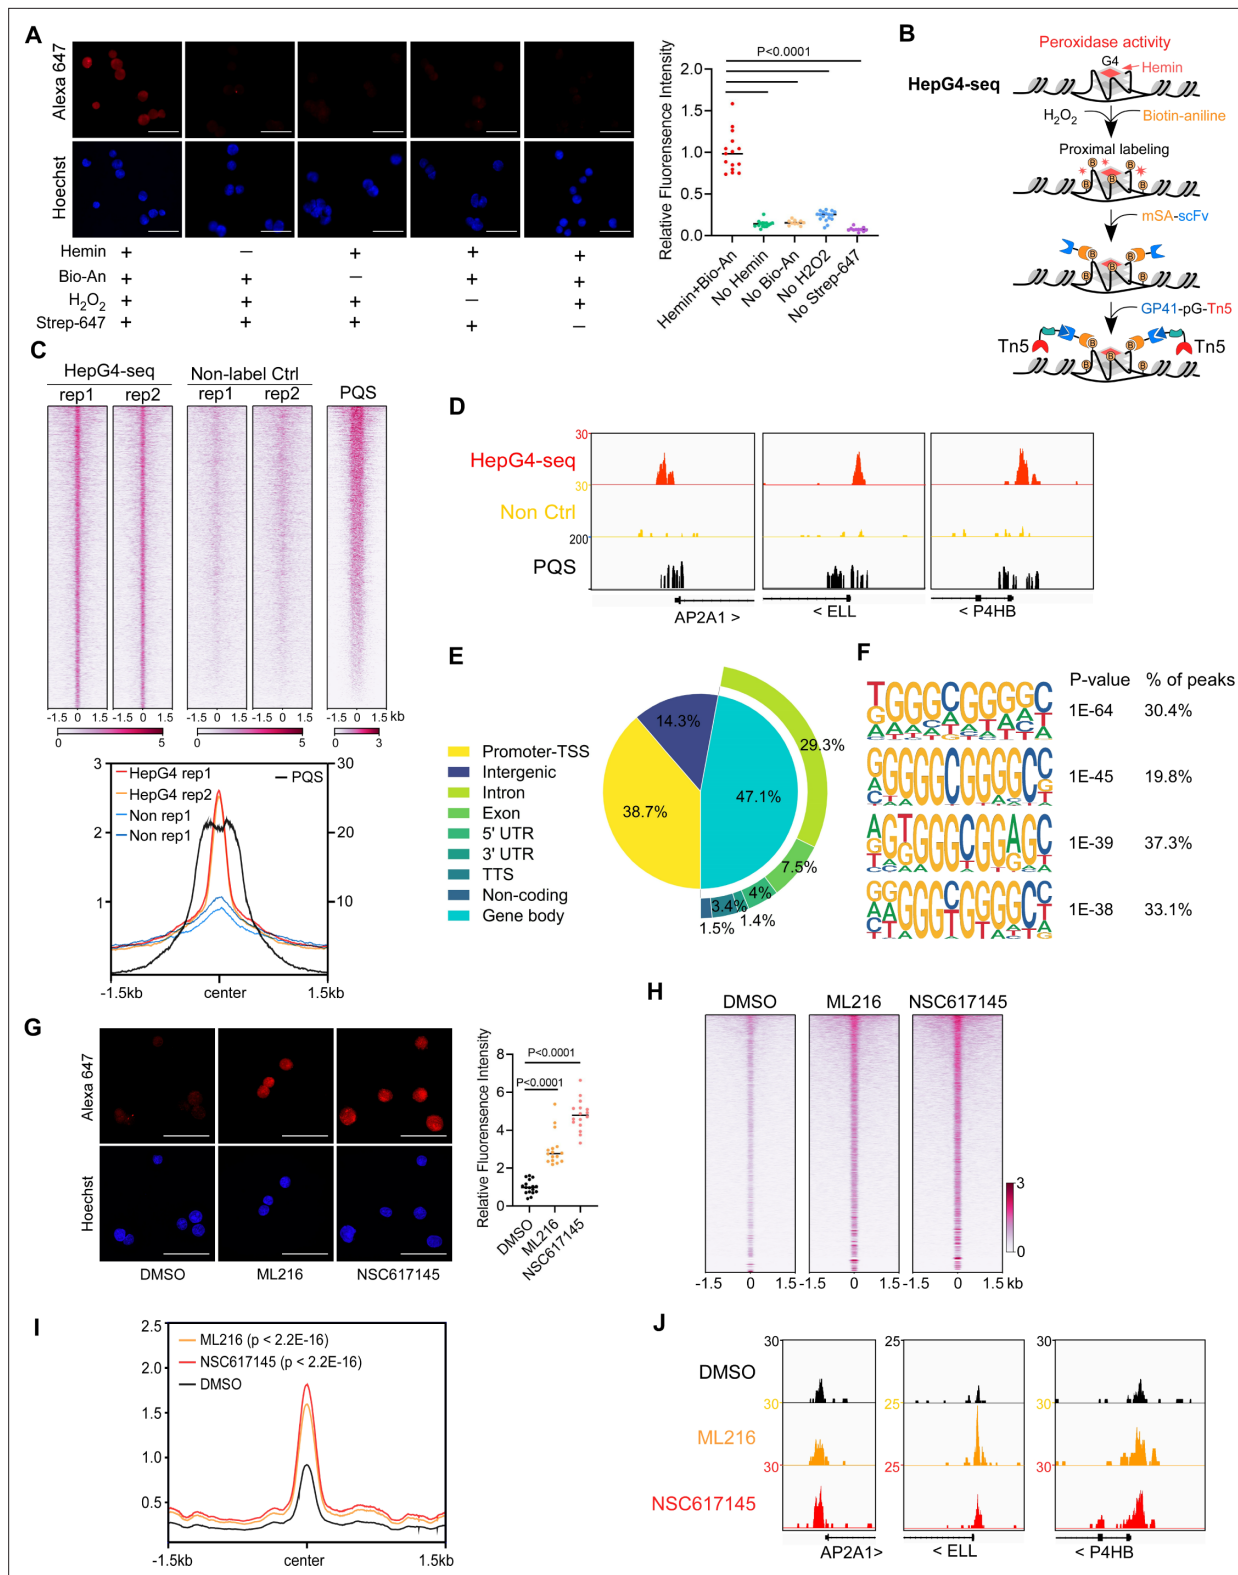 A
Alexa 647
Hoechst
Hemin + − + + +
Bio-An + + − + +
H2O2 + + + − +
Strep-647 + + + + −
Relative Fluorensence Intensity
P<0.0001
2.0
1.5
1.0
0.5
0.0
Hemin+Bio-An
No Hemin
No Bio-An
No H2O2
No Strep-647
B
Peroxidase activity
G4
Hemin
HepG4-seq
H2O2
Biotin-aniline
Proximal labeling
B B B B B
mSA-scFv
B B B
GP41-pG-Tn5
Tn5 B B B Tn5
C
HepG4-seq Non-label Ctrl PQS
rep1 rep2 rep1 rep2
-1.5 0 1.5 -1.5 0 1.5 -1.5 0 1.5 -1.5 0 1.5 -1.5 0 1.5 kb
0 5 0 5 0 3
3 30
HepG4 rep1 PQS
HepG4 rep2
Non rep1
Non rep1
2 20
1 10
-1.5kb center 1.5kb
D
30
HepG4-seq
30
Non Ctrl
200
PQS
AP2A1 > < ELL < P4HB
E
Promoter-TSS
Intergenic
Intron
Exon
5' UTR
3' UTR
TTS
Non-coding
Gene body
14.3%
29.3%
38.7%
47.1%
7.5%
4%
3.4%
1.4%
1.5%
F
P-value % of peaks
1E-64 30.4%
1E-45 19.8%
1E-39 37.3%
1E-38 33.1%
G
Alexa 647
Hoechst
DMSO ML216 NSC617145
Relative Fluorensence Intensity
P<0.0001
P<0.0001
8
6
4
2
0
DMSO
ML216
NSC617145
H
DMSO ML216 NSC617145
3
0
-1.5 0 1.5 -1.5 0 1.5 -1.5 0 1.5 kb
I
2.5
2.0
1.5
1.0
0.5
ML216 (p < 2.2E-16)
NSC617145 (p < 2.2E-16)
DMSO
-1.5kb center 1.5kb
J
30 25 30
DMSO
30 25 30
ML216
30 25 30
NSC617145
AP2A1> < ELL < P4HB